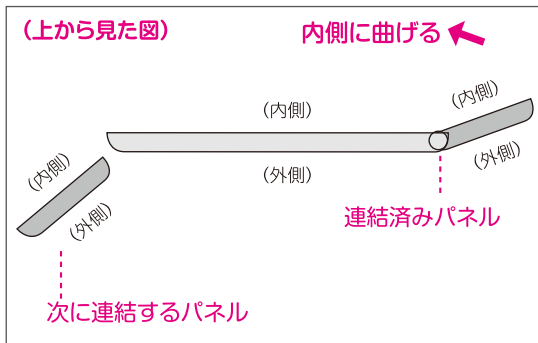 (上から見た図)
内側に曲げる
(内側)
(内側)
(外側)
(外側)
(内側)
(外側)
連結済みパネル
次に連結するパネル